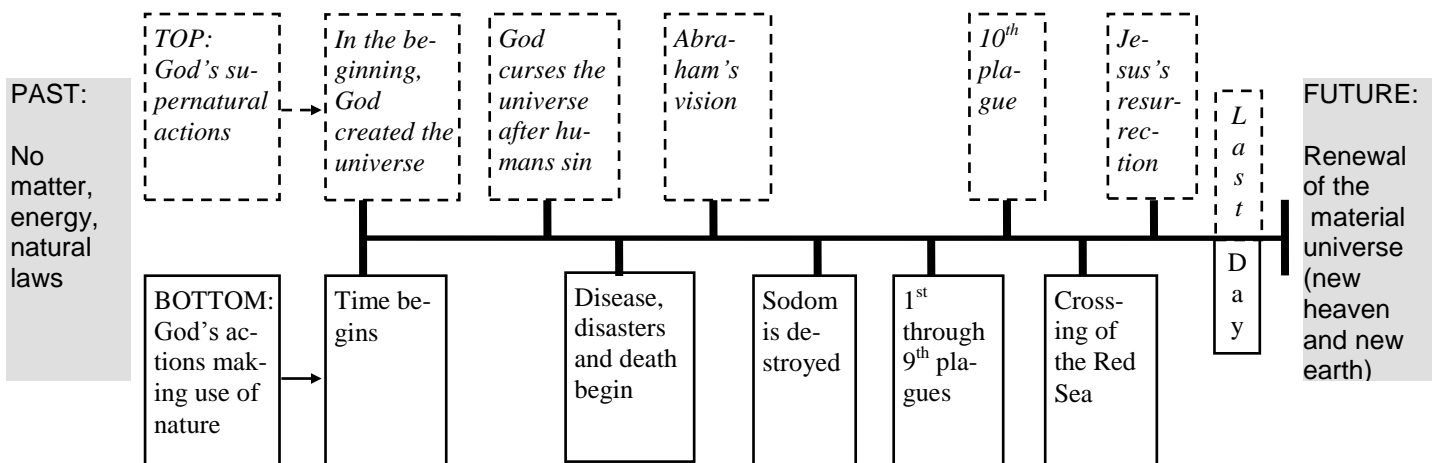 PAST:
No
matter,
energy,
natural
laws
TOP:
God's su-
pernatural
actions
In the be-
ginning,
God
created the
universe
God
curses the
universe
after hu-
mans sin
Abra-
ham's
vision
10th
pla-
gue
Je-
sus's
resur-
rec-
tion
L
a
s
t
D
a
y
FUTURE:
Renewal
of the
material
universe
(new
heaven
and new
earth)
BOTTOM:
God's ac-
tions mak-
ing use of
nature
Time be-
gins
Disease,
disasters
and death
begin
Sodom
is de-
stroyed
1st
through
9th pla-
gues
Cross-
ing of
the Red
Sea